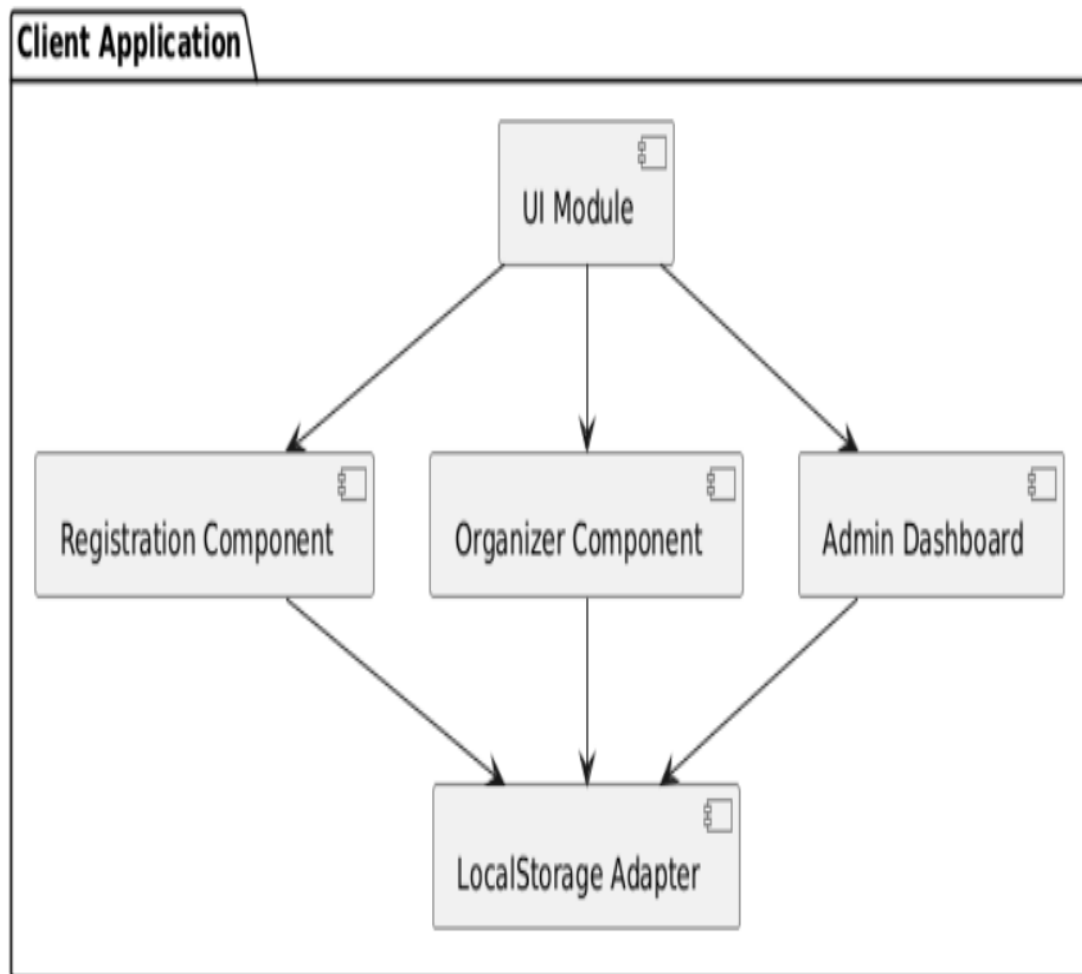 Client Application
UI Module
Registration Component
Organizer Component
Admin Dashboard
LocalStorage Adapter